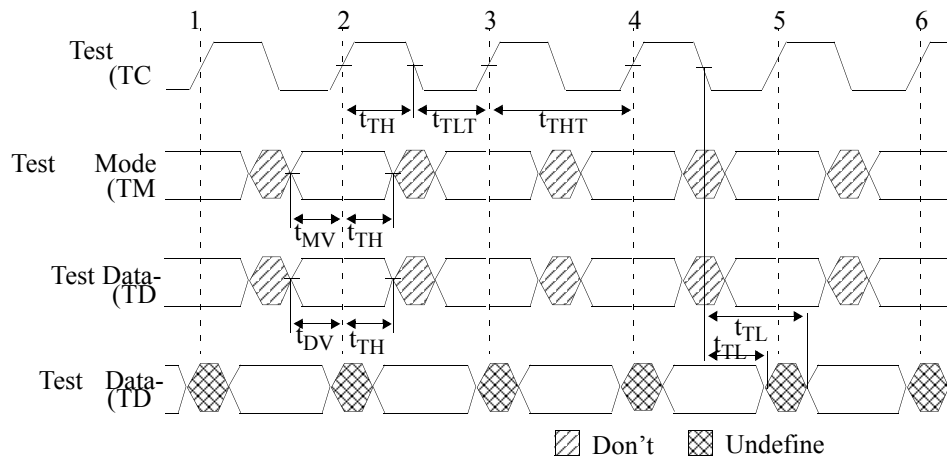 1 2 3 4 5 6
Test
(TC
tTH tTLT tTHT
Test Mode
(TM
tMV tTH
Test Data-
(TD
tDV tTH
tTL
tTL
Test Data-
(TD
Don't Undefine